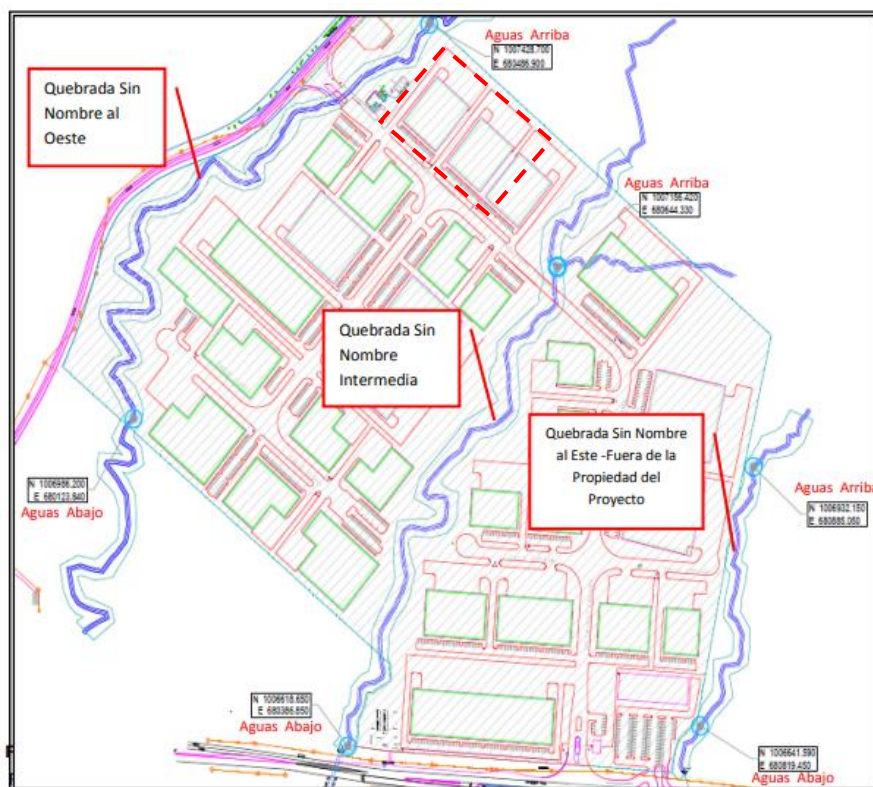 Aguas Arriba
N 1007428.700
E 680486.900
Quebrada Sin
Nombre al
Oeste
Aguas Arriba
N 1007156.420
E 680644.330
Quebrada Sin
Nombre
Intermedia
Quebrada Sin Nombre
al Este -Fuera de la
Propiedad del
Proyecto
N 1006986.200
E 680123.840
Aguas Abajo
Aguas Arriba
N 1006932.150
E 680885.050
N 1006618.650
E 680386.850
Aguas Abajo
N 1006641.590
E 680819.450
Aguas Abajo